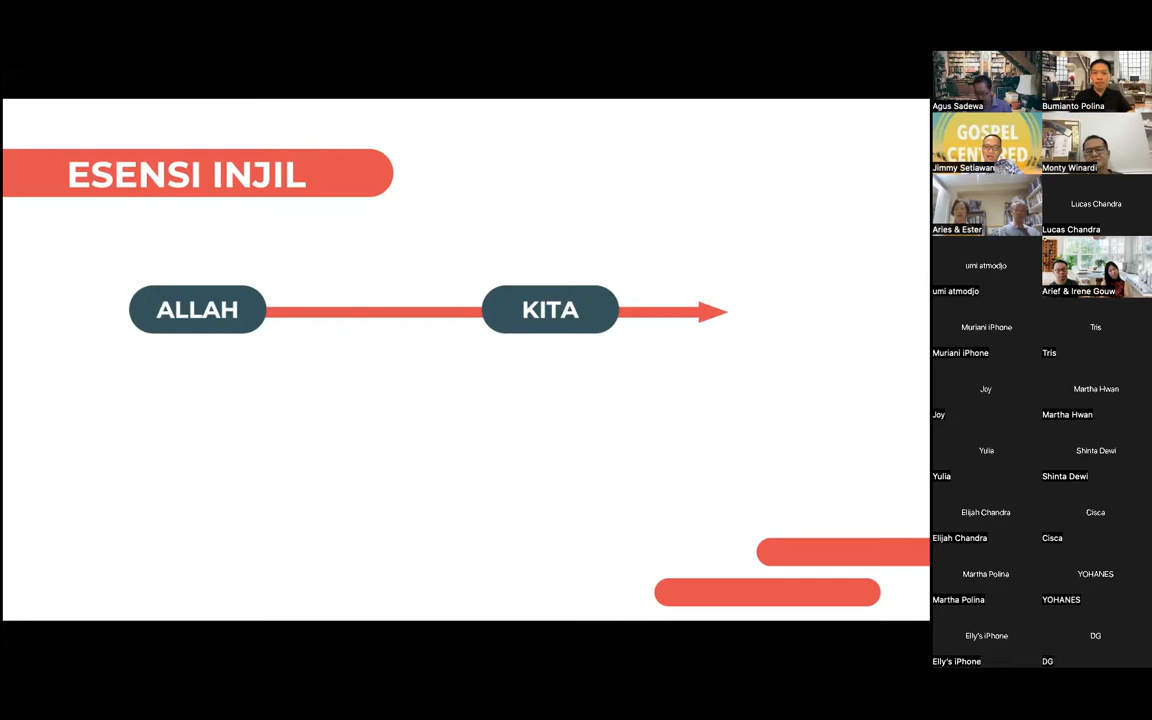 ESENSI INJIL
ALLAH
KITA
Agus Sadewa
Bumianto Polina
GOSPEL
CENTERED
Jimmy Setiawan
Monty Winardi
Aries & Ester
Lucas Chandra
Lucas Chandra
umi atmodjo
umi atmodjo
Arief & Irene Gouw
Muriani iPhone
Muriani iPhone
Tris
Tris
Joy
Joy
Martha Hwan
Martha Hwan
Yulia
Yulia
Shinta Dewi
Shinta Dewi
Elijah Chandra
Elijah Chandra
Cisca
Cisca
Martha Polina
Martha Polina
YOHANES
YOHANES
Elly's iPhone
Elly's iPhone
DG
DG